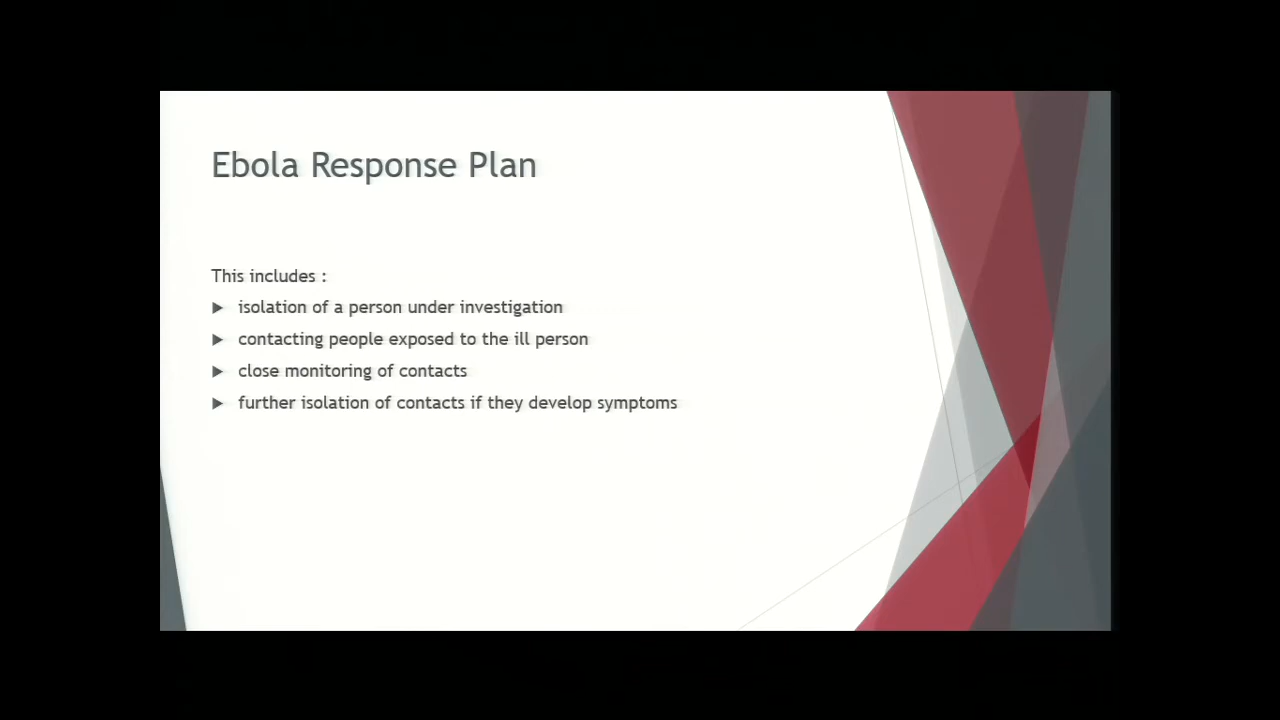 Ebola Response Plan
This includes :
isolation of a person under investigation
contacting people exposed to the ill person
close monitoring of contacts
further isolation of contacts if they develop symptoms